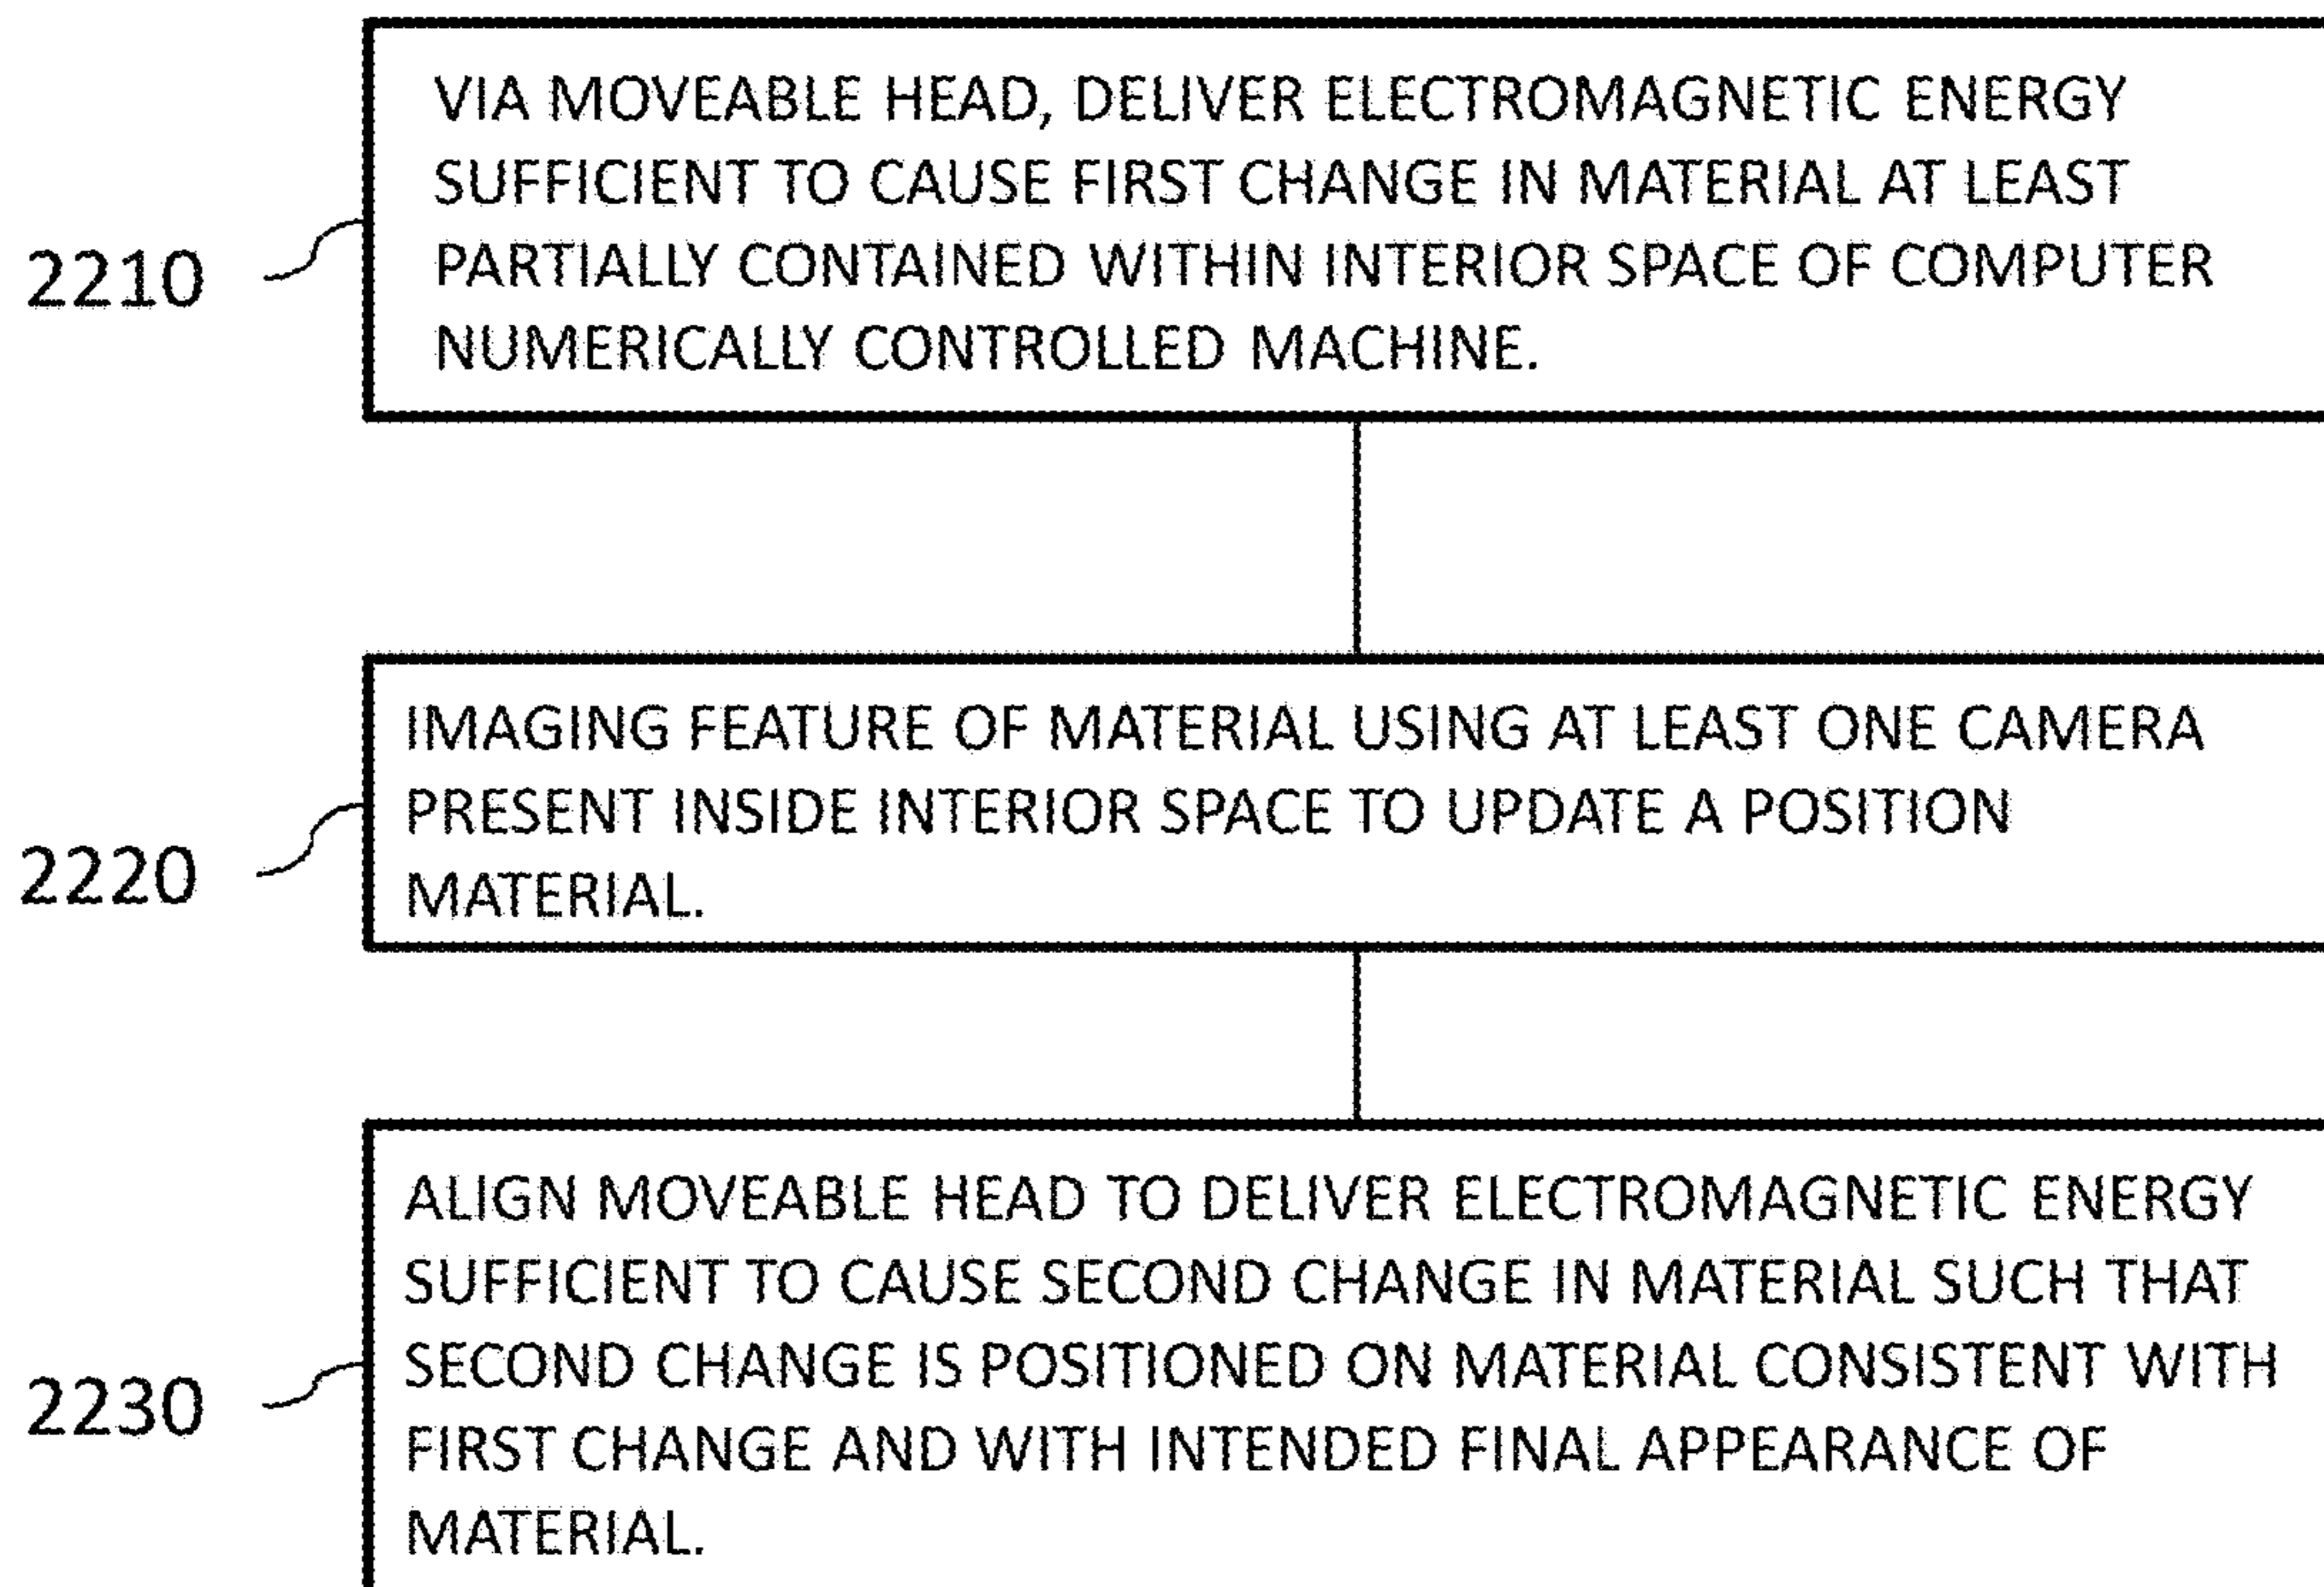 VIA MOVEABLE HEAD, DELIVER ELECTROMAGNETIC ENERGY
SUFFICIENT TO CAUSE FIRST CHANGE IN MATERIAL AT LEAST
PARTIALLY CONTAINED WITHIN INTERIOR SPACE OF COMPUTER
NUMERICALLY CONTROLLED MACHINE.
2210
IMAGING FEATURE OF MATERIAL USING AT LEAST ONE CAMERA
PRESENT INSIDE INTERIOR SPACE TO UPDATE A POSITION
MATERIAL.
2220
ALIGN MOVEABLE HEAD TO DELIVER ELECTROMAGNETIC ENERGY
SUFFICIENT TO CAUSE SECOND CHANGE IN MATERIAL SUCH THAT
SECOND CHANGE IS POSITIONED ON MATERIAL CONSISTENT WITH
FIRST CHANGE AND WITH INTENDED FINAL APPEARANCE OF
MATERIAL.
2230